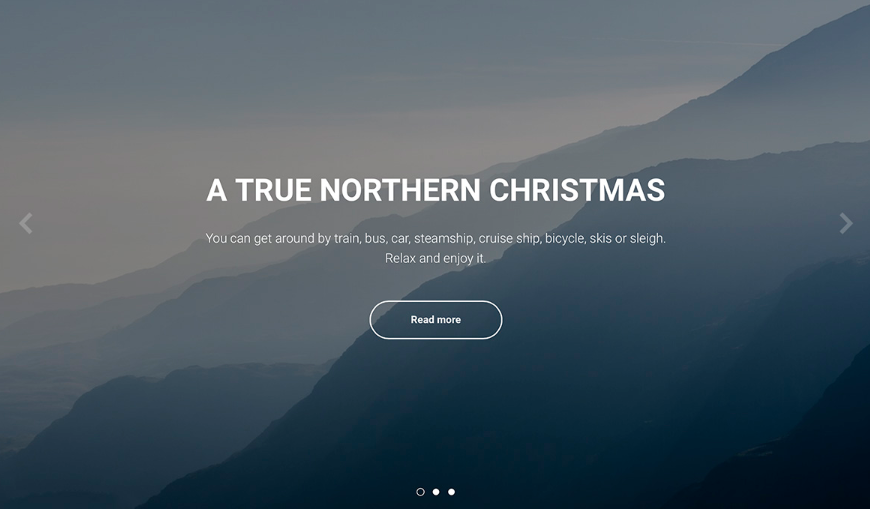 A TRUE NORTHERN CHRISTMAS
You can get around by train, bus, car, steamship, cruise ship, bicycle, skis or sleigh.
Relax and enjoy it.
Read more